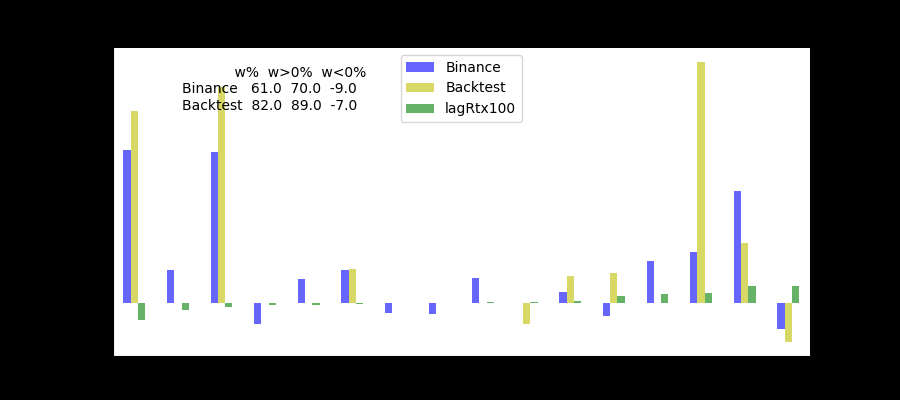 w%  w>0%  w<0%
Binance  61.0  70.0  -9.0
Backtest  82.0  89.0  -7.0
Binance
Backtest
lagRtx100